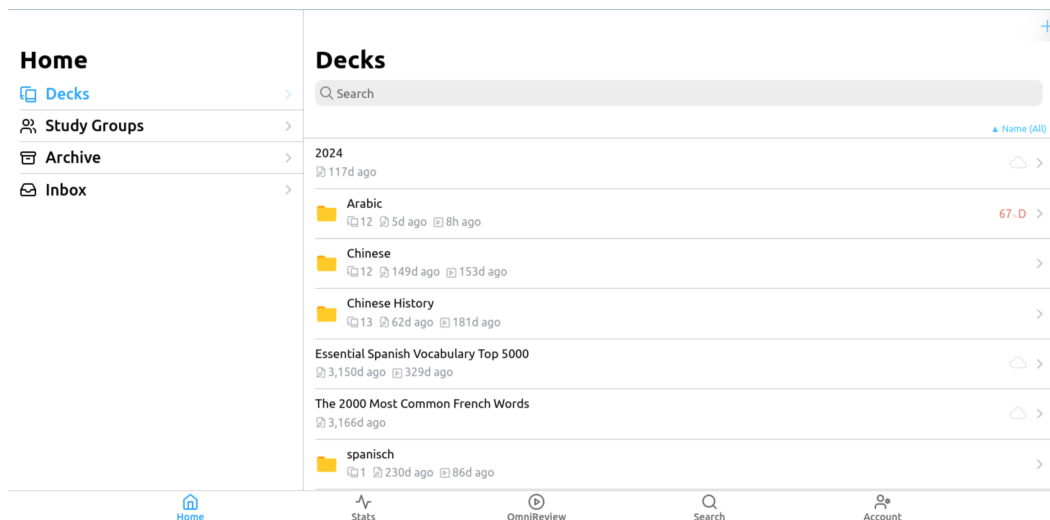 Home
Decks
Study Groups
Archive
Inbox
Decks
Search
▲ Name (All)
2024
117d ago
Arabic
12 5d ago 8h ago
67 D
Chinese
12 149d ago 153d ago
Chinese History
13 62d ago 181d ago
Essential Spanish Vocabulary Top 5000
3,150d ago 329d ago
The 2000 Most Common French Words
3,166d ago
spanisch
1 230d ago 86d ago
Home
Stats
OmniReview
Search
Account